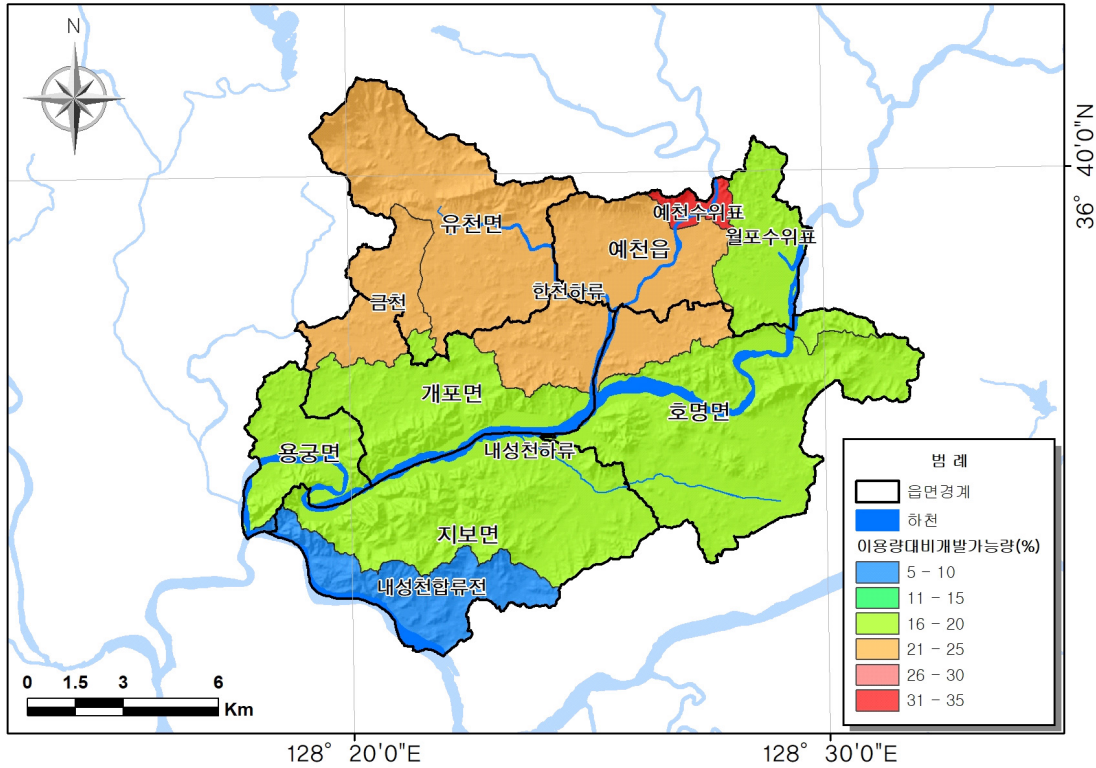 N
40'0"N
36°
예천수위표
유천면
월포수위표
예천읍
한천하류
금천
개포면
호명면
용궁면
내성천하류
지보면
내성천합류전
범 례
읍면경계
하천
이용량대비개발가능량(%)
5 - 10
11 - 15
16 - 20
21 - 25
26 - 30
31 - 35
0 1.5 3 6
Km
128° 20'0"E
128° 30'0"E